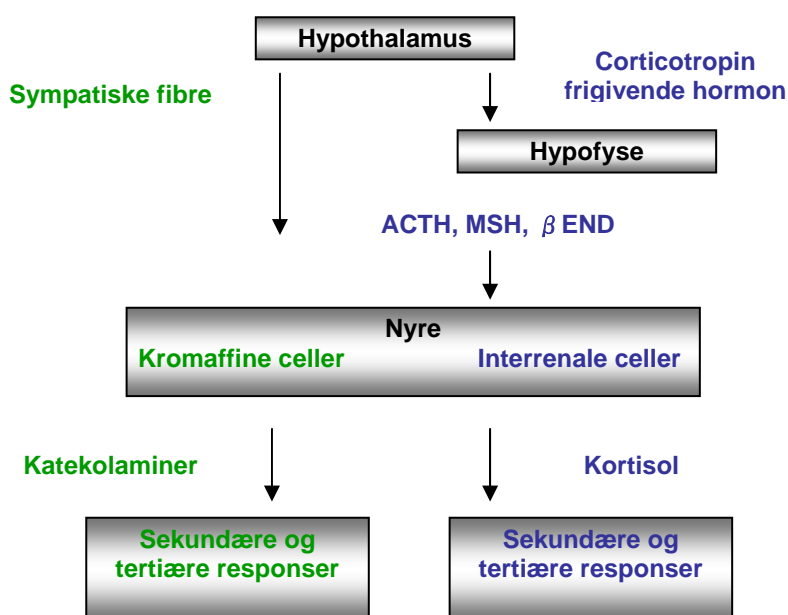 Hypothalamus
Sympatiske fibre
Corticotropin
frigivende hormon
Hypofyse
ACTH, MSH, β END
Nyre
Kromaffine celler
Interrenale celler
Katekolaminer
Kortisol
Sekundære og
tertiære responser
Sekundære og
tertiære responser